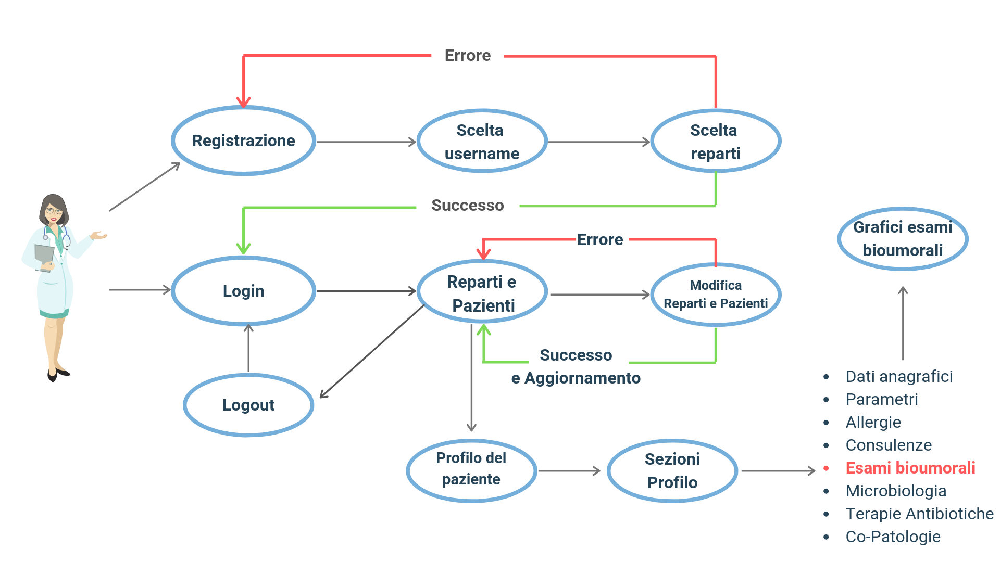 Errore
Registrazione
Scelta
username
Scelta
reparti
Successo
Errore
Grafici esami
bioumorali
Login
Reparti e
Pazienti
Modifica
Reparti e Pazienti
Successo
e Aggiornamento
Logout
Profilo del
paziente
Sezioni
Profilo
• Dati anagrafici
• Parametri
• Allergie
• Consulenze
• Esami bioumorali
• Microbiologia
• Terapie Antibiotiche
• Co-Patologie